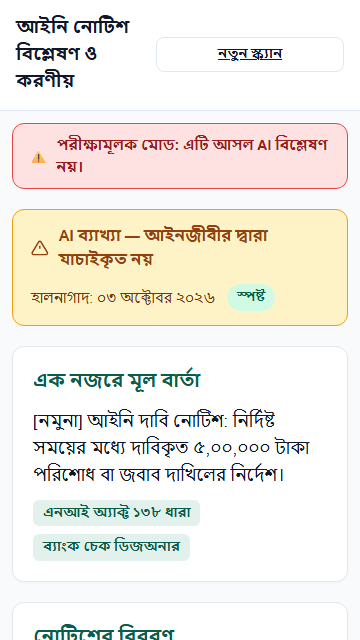 আইনি নোটিশ
বিশ্লেষণ ও
করণীয়
নতুন স্ক্যান
পরীক্ষামূলক মোড: এটি আসল AI বিশ্লেষণ
নয়।
AI ব্যাখ্যা — আইনজীবীর দ্বারা
যাচাইকৃত নয়
হালনাগাদ: ০৩ অক্টোবর ২০২৬
স্পষ্ট
এক নজরে মূল বার্তা
[নমুনা] আইনি দাবি নোটিশ: নির্দিষ্ট
সময়ের মধ্যে দাবিকৃত ৫,০০,০০০ টাকা
পরিশোধ বা জবাব দাখিলের নির্দেশ।
এনআই অ্যাক্ট ১৩৮ ধারা
ব্যাংক চেক ডিজঅনার
নোটিশের বিবরণ